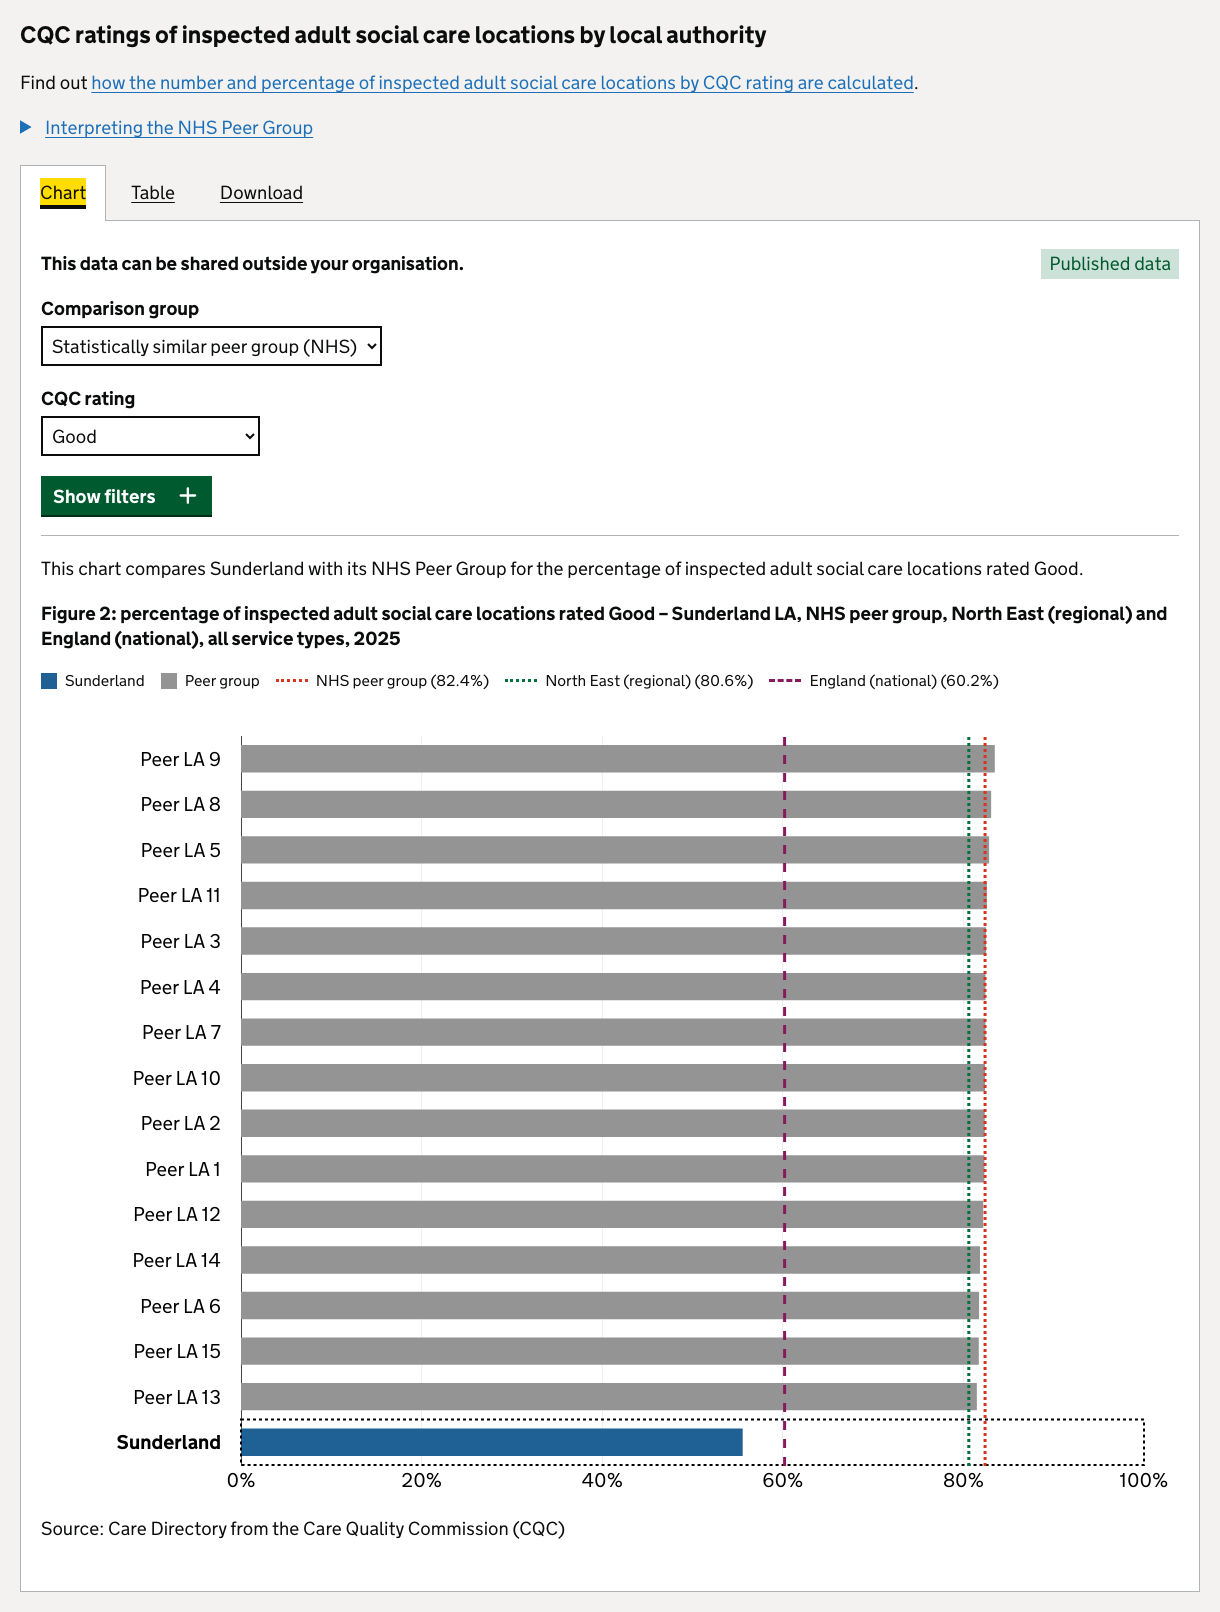 CQC ratings of inspected adult social care locations by local authority
Find out how the number and percentage of inspected adult social care locations by CQC rating are calculated.
Interpreting the NHS Peer Group
Chart Table Download
This data can be shared outside your organisation. Published data
Comparison group
Statistically similar peer group (NHS)
CQC rating
Good
Show filters
This chart compares Sunderland with its NHS Peer Group for the percentage of inspected adult social care locations rated Good.
Figure 2: percentage of inspected adult social care locations rated Good – Sunderland LA, NHS peer group, North East (regional) and
England (national), all service types, 2025
Sunderland Peer group NHS peer group (82.4%) North East (regional) (80.6%) England (national) (60.2%)
Peer LA 9
Peer LA 8
Peer LA 5
Peer LA 11
Peer LA 3
Peer LA 4
Peer LA 7
Peer LA 10
Peer LA 2
Peer LA 1
Peer LA 12
Peer LA 14
Peer LA 6
Peer LA 15
Peer LA 13
Sunderland
0% 20% 40% 60% 80% 100%
Source: Care Directory from the Care Quality Commission (CQC)